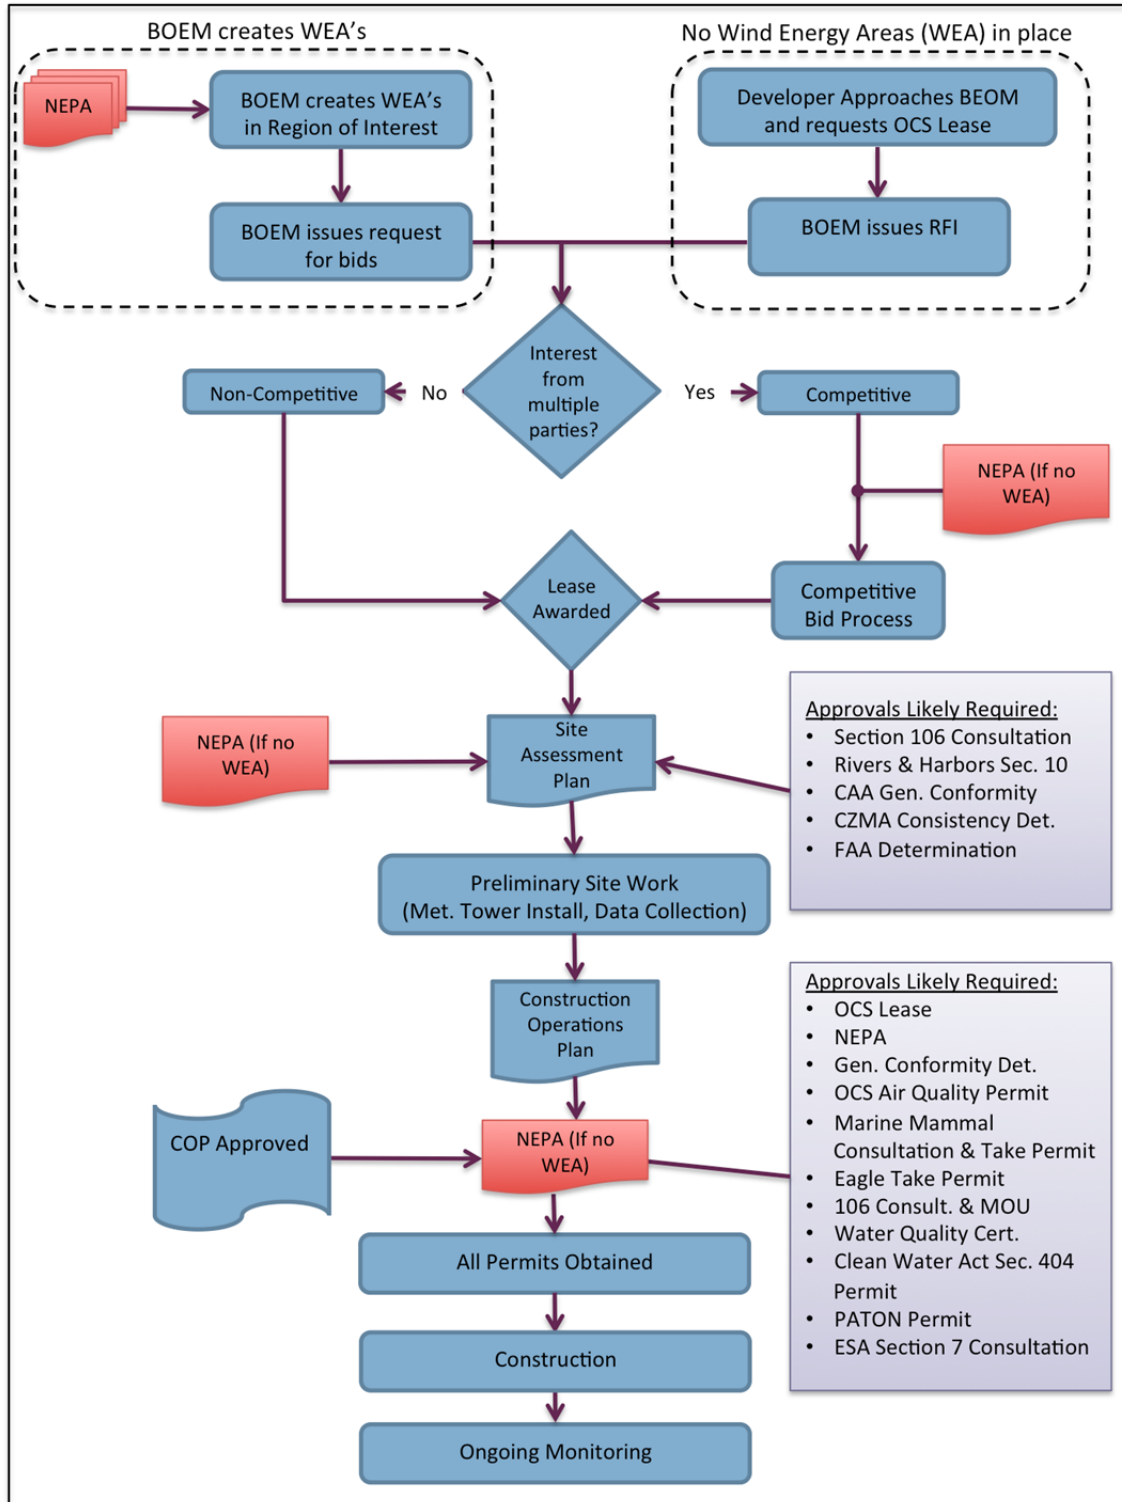 BOEM creates WEA's
No Wind Energy Areas (WEA) in place
NEPA
BOEM creates WEA's
in Region of Interest
Developer Approaches BEOM
and requests OCS Lease
BOEM issues request
for bids
BOEM issues RFI
Interest
from
multiple
parties?
No
Non-Competitive
Yes
Competitive
NEPA (If no
WEA)
Lease
Awarded
Competitive
Bid Process
NEPA (If no
WEA)
Site
Assessment
Plan
Approvals Likely Required:
• Section 106 Consultation
• Rivers & Harbors Sec. 10
• CAA Gen. Conformity
• CZMA Consistency Det.
• FAA Determination
Preliminary Site Work
(Met. Tower Install, Data Collection)
Construction
Operations
Plan
COP Approved
NEPA (If no
WEA)
Approvals Likely Required:
• OCS Lease
• NEPA
• Gen. Conformity Det.
• OCS Air Quality Permit
• Marine Mammal
Consultation & Take Permit
• Eagle Take Permit
• 106 Consult. & MOU
• Water Quality Cert.
• Clean Water Act Sec. 404
Permit
• PATON Permit
• ESA Section 7 Consultation
All Permits Obtained
Construction
Ongoing Monitoring